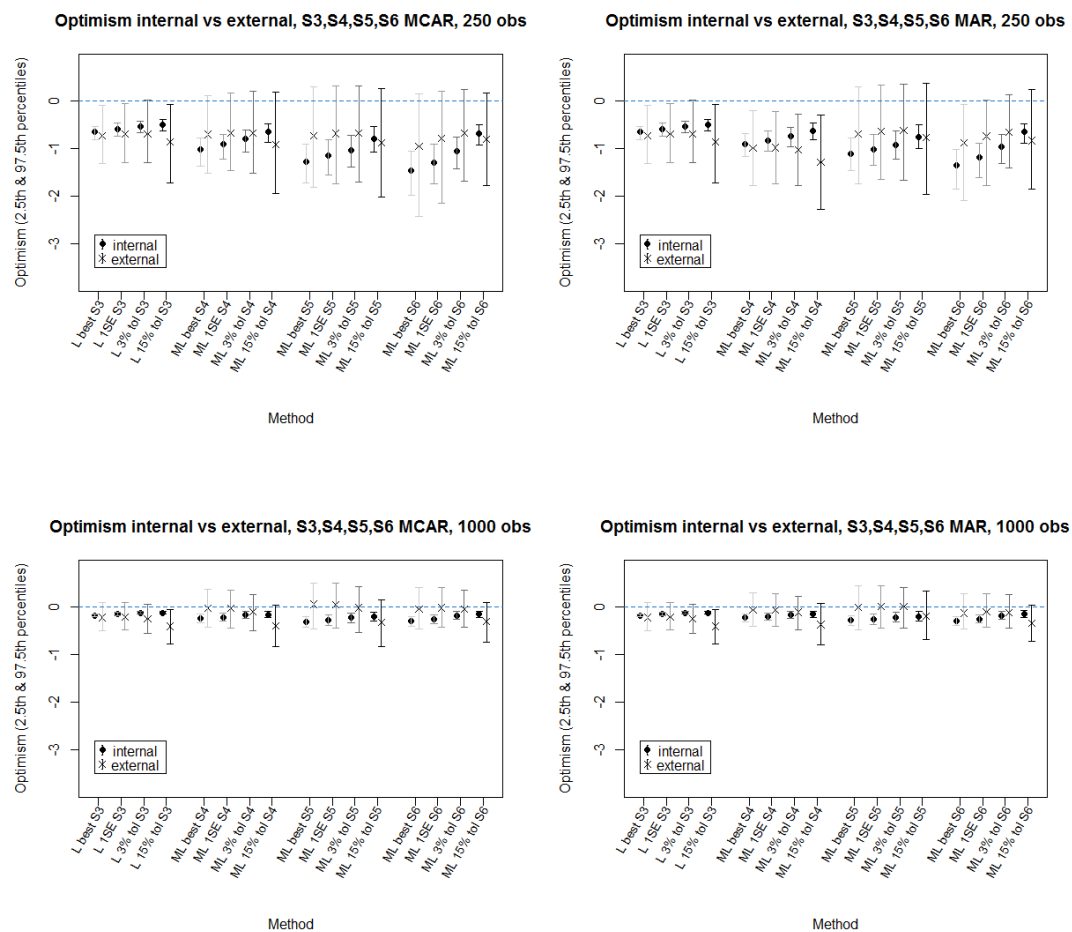 Optimism internal vs external, S3,S4,S5,S6 MCAR, 250 obs
Optimism (2.5th & 97.5th percentiles)
0
-1
-2
-3
internal
external
L best S3
L 1SE S3
L 3% tol S3
L 15% tol S3
ML best S4
ML 1SE S4
ML 3% tol S4
ML 15% tol S4
ML best S5
ML 1SE S5
ML 3% tol S5
ML 15% tol S5
ML best S6
ML 1SE S6
ML 3% tol S6
ML 15% tol S6
Method
Optimism internal vs external, S3,S4,S5,S6 MAR, 250 obs
Optimism (2.5th & 97.5th percentiles)
0
-1
-2
-3
internal
external
L best S3
L 1SE S3
L 3% tol S3
L 15% tol S3
ML best S4
ML 1SE S4
ML 3% tol S4
ML 15% tol S4
ML best S5
ML 1SE S5
ML 3% tol S5
ML 15% tol S5
ML best S6
ML 1SE S6
ML 3% tol S6
ML 15% tol S6
Method
Optimism internal vs external, S3,S4,S5,S6 MCAR, 1000 obs
Optimism (2.5th & 97.5th percentiles)
0
-1
-2
-3
internal
external
L best S3
L 1SE S3
L 3% tol S3
L 15% tol S3
ML best S4
ML 1SE S4
ML 3% tol S4
ML 15% tol S4
ML best S5
ML 1SE S5
ML 3% tol S5
ML 15% tol S5
ML best S6
ML 1SE S6
ML 3% tol S6
ML 15% tol S6
Method
Optimism internal vs external, S3,S4,S5,S6 MAR, 1000 obs
Optimism (2.5th & 97.5th percentiles)
0
-1
-2
-3
internal
external
L best S3
L 1SE S3
L 3% tol S3
L 15% tol S3
ML best S4
ML 1SE S4
ML 3% tol S4
ML 15% tol S4
ML best S5
ML 1SE S5
ML 3% tol S5
ML 15% tol S5
ML best S6
ML 1SE S6
ML 3% tol S6
ML 15% tol S6
Method